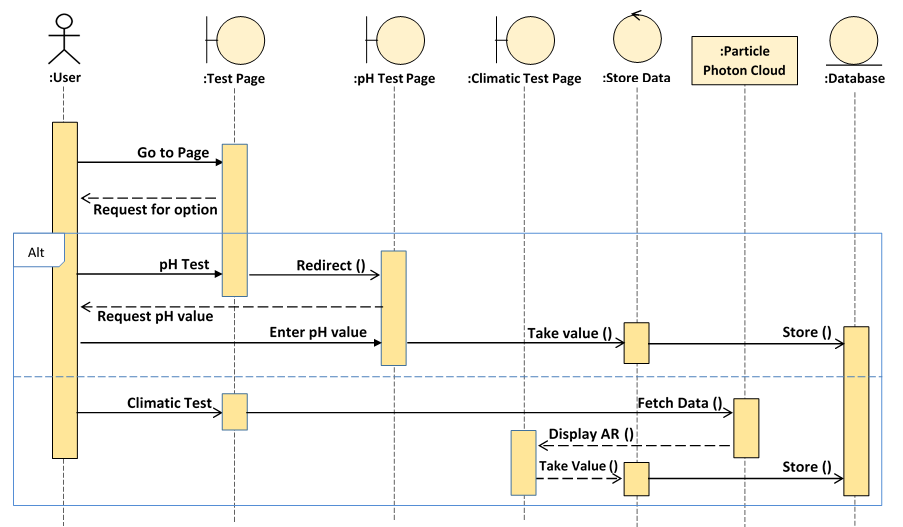 :User
:Test Page
:pH Test Page
:Climatic Test Page
:Store Data
:Particle
Photon Cloud
:Database
Go to Page
Request for option
Alt
pH Test
Redirect ()
Request pH value
Enter pH value
Take value ()
Store ()
Climatic Test
Fetch Data ()
Display AR ()
Take Value ()
Store ()